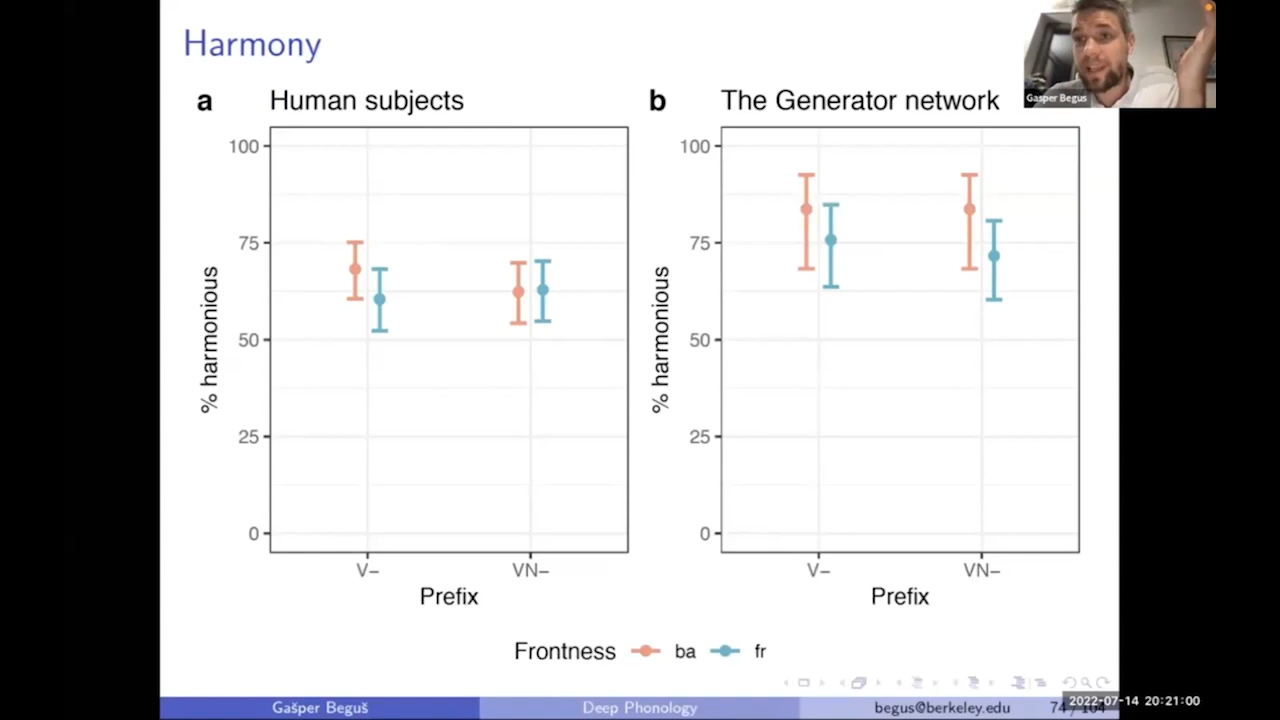 Harmony
Gasper Begus
a Human subjects
b The Generator network
% harmonious
100
75
50
25
0
V–
VN–
Prefix
% harmonious
100
75
50
25
0
V–
VN–
Prefix
Frontness ba fr
Gašper Beguš Deep Phonology begus@berkeley.edu 74 / 104
2022-07-14 20:21:00